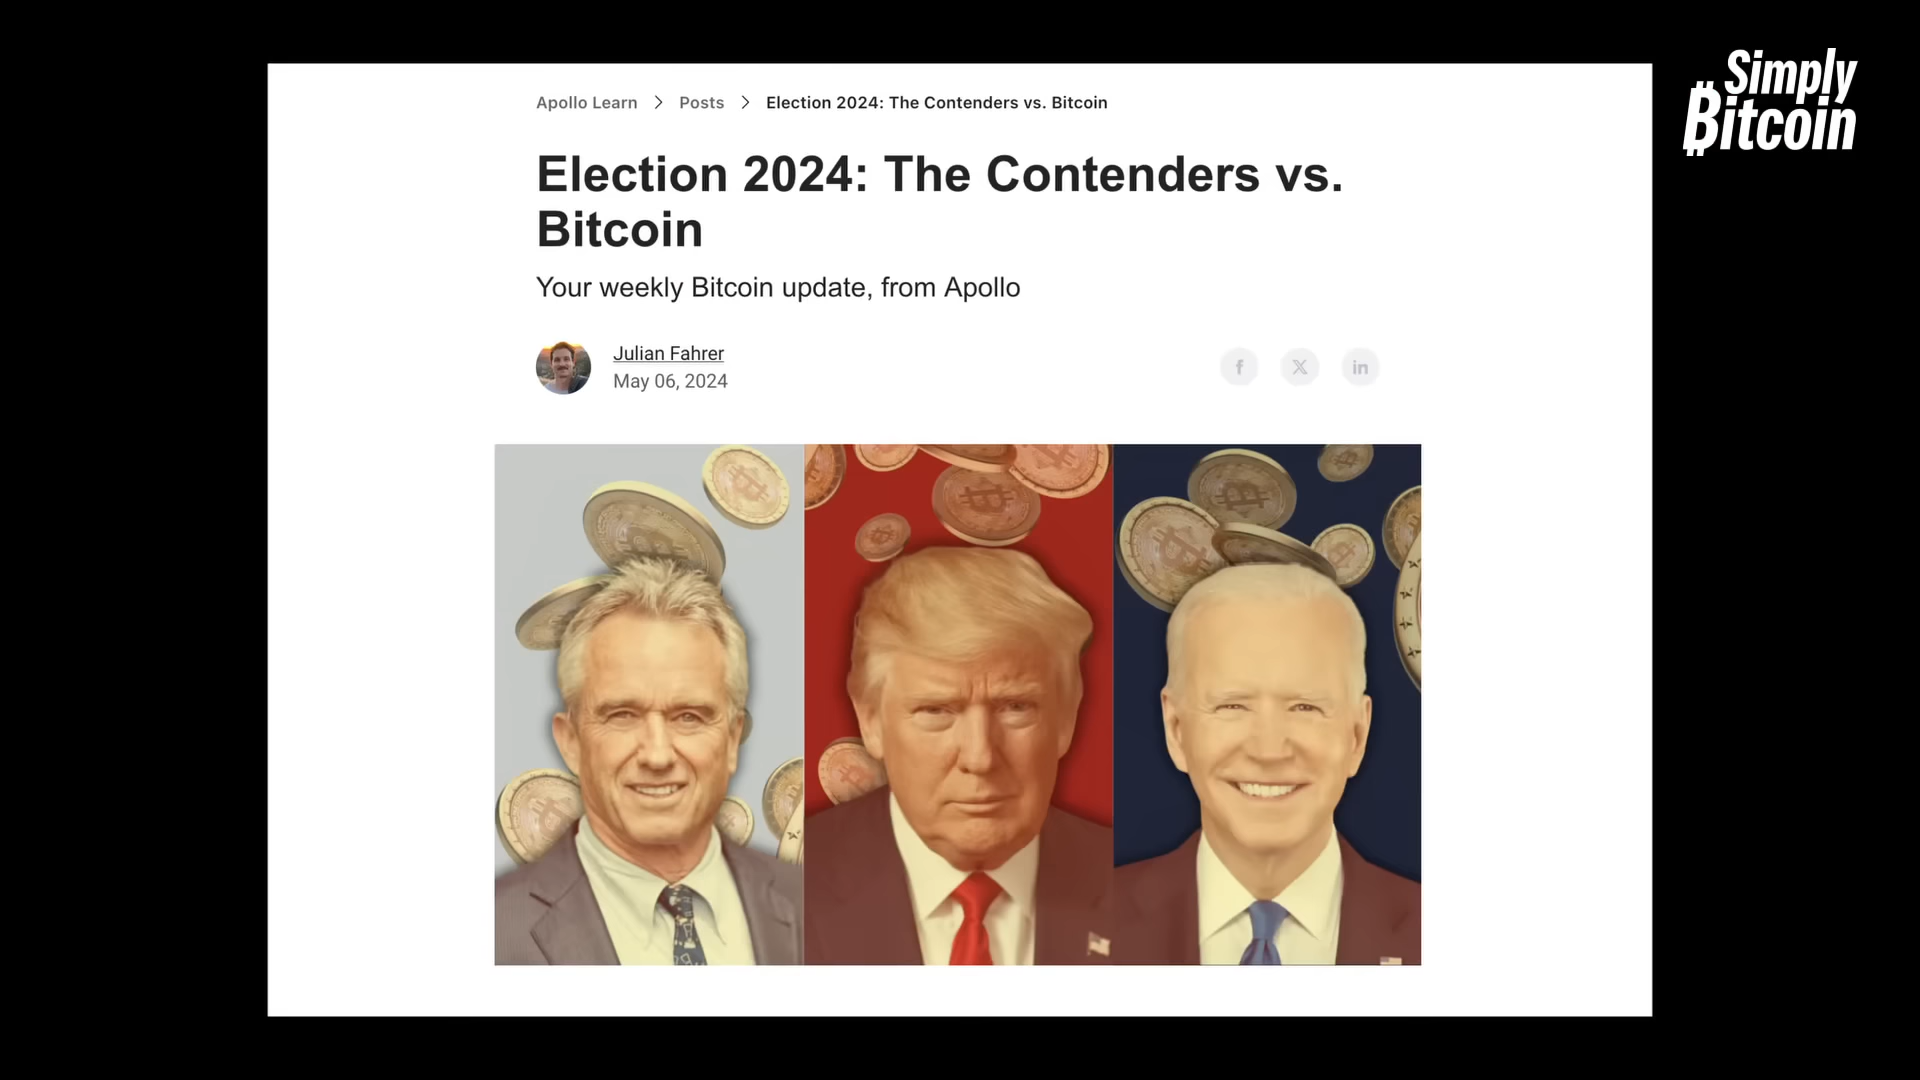 Simply
Bitcoin
Apollo Learn > Posts > Election 2024: The Contenders vs. Bitcoin
Election 2024: The Contenders vs.
Bitcoin
Your weekly Bitcoin update, from Apollo
Julian Fahrer
May 06, 2024
f X in